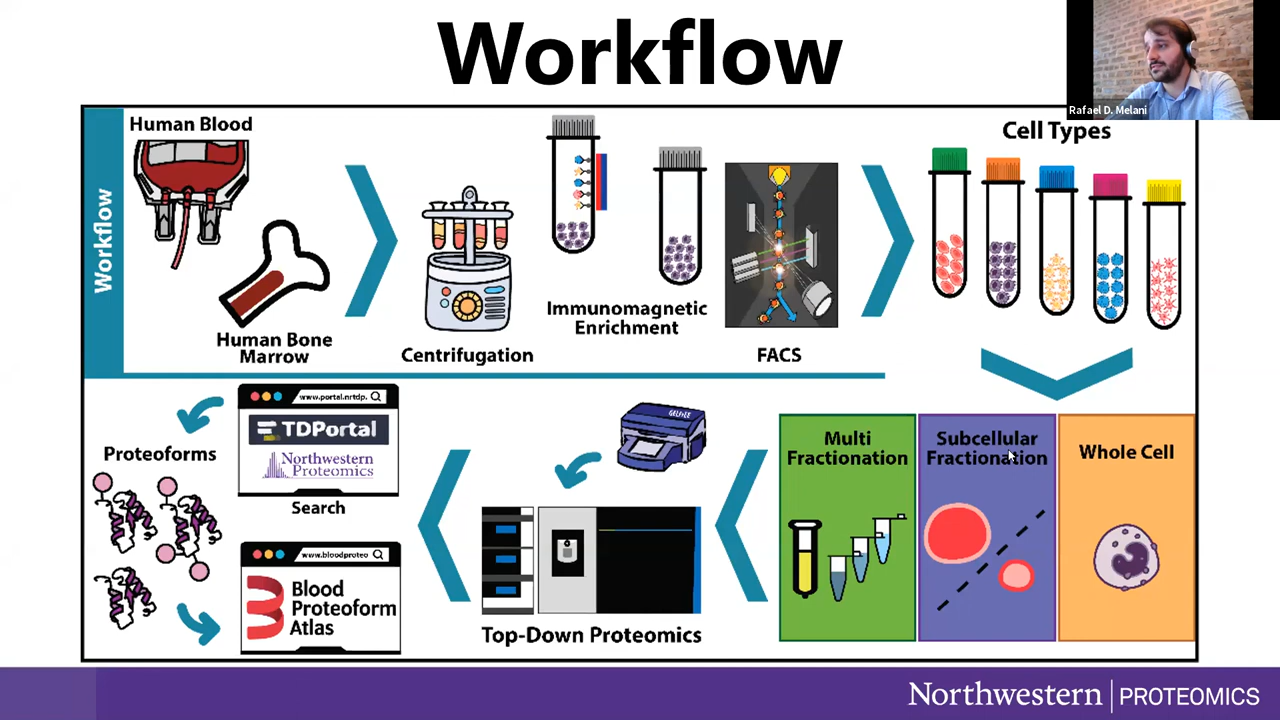 Workflow
Rafael D. Melani
Workflow
Human Blood
Human Bone
Marrow
Centrifugation
Immunomagnetic
Enrichment
FACS
Cell Types
Multi
Fractionation
Subcellular
Fractionation
Whole Cell
GELFrEE
Top-Down Proteomics
www.portal.nrtdp.
TDPortal
Northwestern
Proteomics
Search
Proteoforms
www.bloodproteo
Blood
Proteoform
Atlas
Northwestern | PROTEOMICS